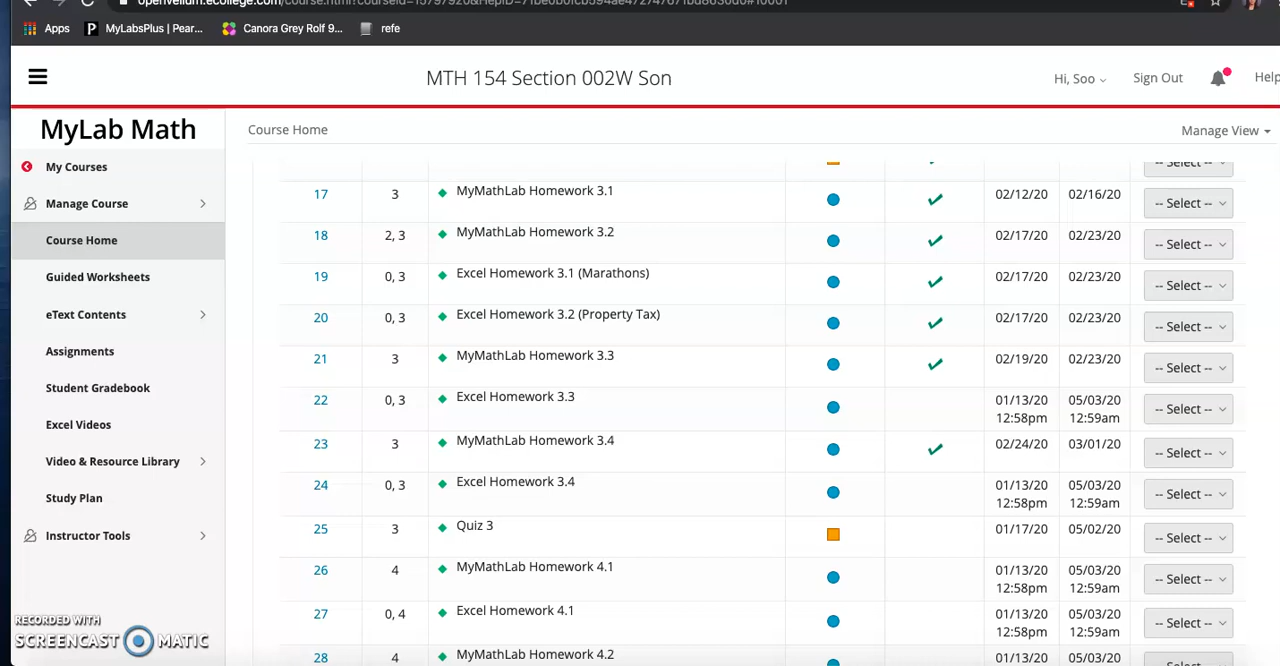 Apps MyLabsPlus | Pear... Canora Grey Rolf 9... refe
MTH 154 Section 002W Son
Hi, Soo Sign Out Help
MyLab Math
Course Home
Manage View
My Courses
Manage Course
Course Home
Guided Worksheets
eText Contents
Assignments
Student Gradebook
Excel Videos
Video & Resource Library
Study Plan
Instructor Tools
-- Select --
17 3 MyMathLab Homework 3.1 02/12/20 02/16/20 -- Select --
18 2, 3 MyMathLab Homework 3.2 02/17/20 02/23/20 -- Select --
19 0, 3 Excel Homework 3.1 (Marathons) 02/17/20 02/23/20 -- Select --
20 0, 3 Excel Homework 3.2 (Property Tax) 02/17/20 02/23/20 -- Select --
21 3 MyMathLab Homework 3.3 02/19/20 02/23/20 -- Select --
22 0, 3 Excel Homework 3.3 01/13/20 05/03/20 -- Select --
12:58pm 12:59am
23 3 MyMathLab Homework 3.4 02/24/20 03/01/20 -- Select --
24 0, 3 Excel Homework 3.4 01/13/20 05/03/20 -- Select --
12:58pm 12:59am
25 3 Quiz 3 01/17/20 05/02/20 -- Select --
26 4 MyMathLab Homework 4.1 01/13/20 05/03/20 -- Select --
12:58pm 12:59am
27 0, 4 Excel Homework 4.1 01/13/20 05/03/20 -- Select --
12:58pm 12:59am
28 4 MyMathLab Homework 4.2 01/13/20 05/03/20 -- Select --
RECORDED WITH
SCREENCAST MATIC